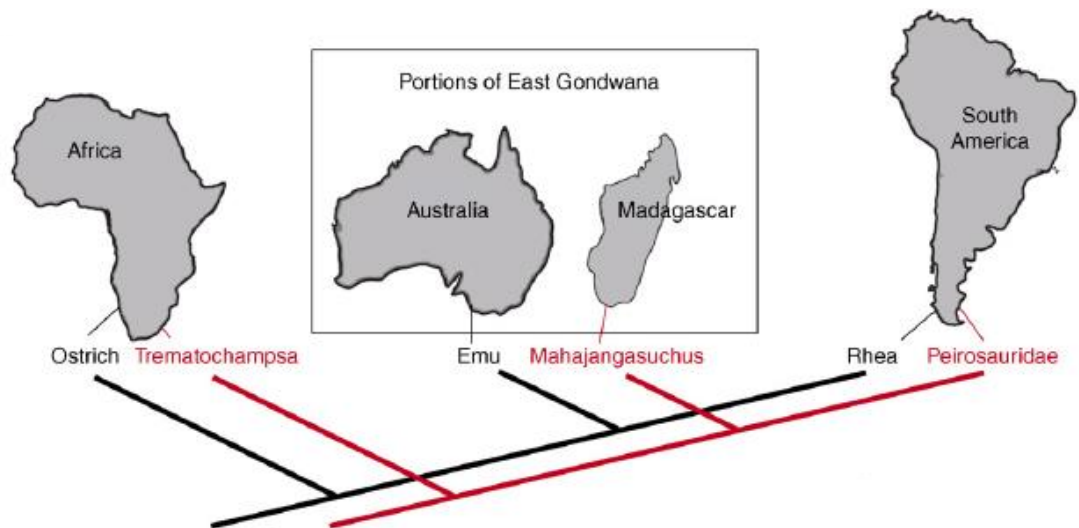 Portions of East Gondwana
Africa
Australia
Madagascar
South
America
Ostrich
Trematochampsa
Emu
Mahajangasuchus
Rhea
Peirosauridae